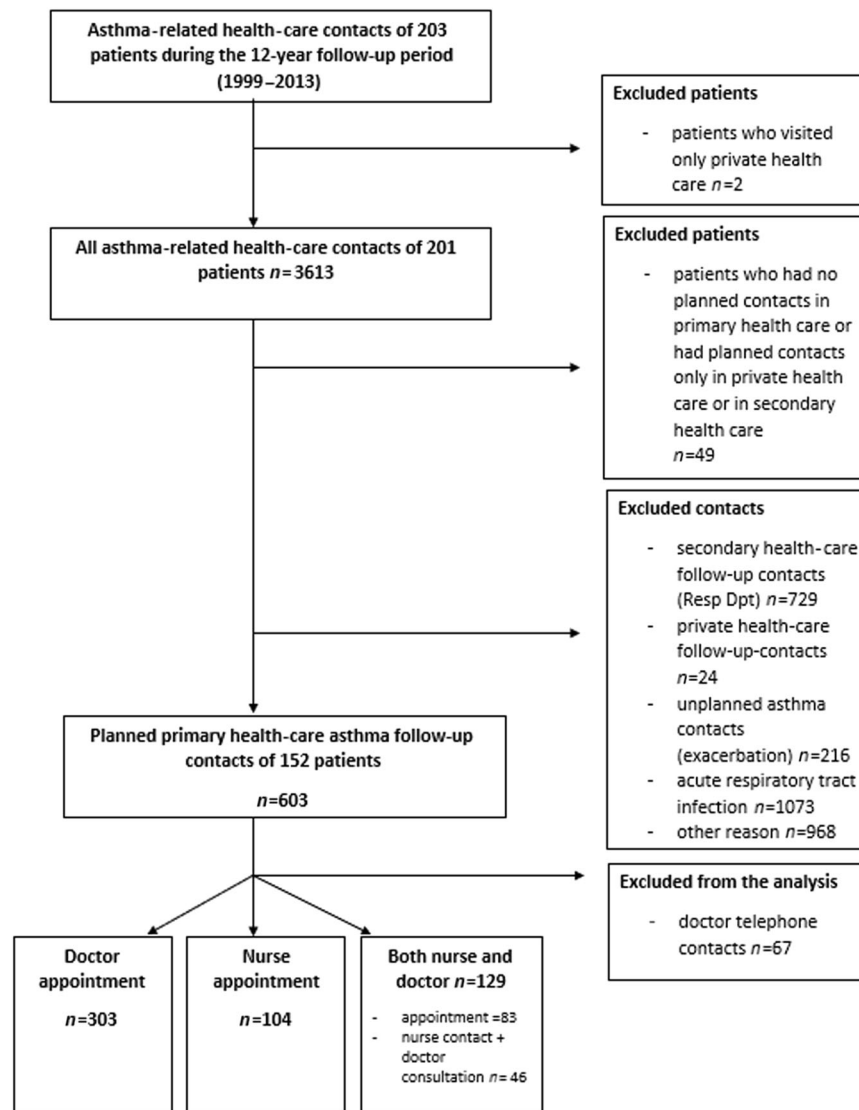 Asthma-related health-care contacts of 203
patients during the 12-year follow-up period
(1999–2013)
Excluded patients
- patients who visited
only private health
care n=2
All asthma-related health-care contacts of 201
patients n=3613
Excluded patients
- patients who had no
planned contacts in
primary health care or
had planned contacts
only in private health
care or in secondary
health care
n=49
Excluded contacts
- secondary health-care
follow-up contacts
(Resp Dpt) n=729
- private health-care
follow-up-contacts
n=24
- unplanned asthma
contacts
(exacerbation) n=216
- acute respiratory tract
infection n=1073
- other reason n=968
Planned primary health-care asthma follow-up
contacts of 152 patients
n=603
Excluded from the analysis
- doctor telephone
contacts n=67
Doctor
appointment
n=303
Nurse
appointment
n=104
Both nurse and
doctor n=129
- appointment =83
- nurse contact +
doctor
consultation n= 46